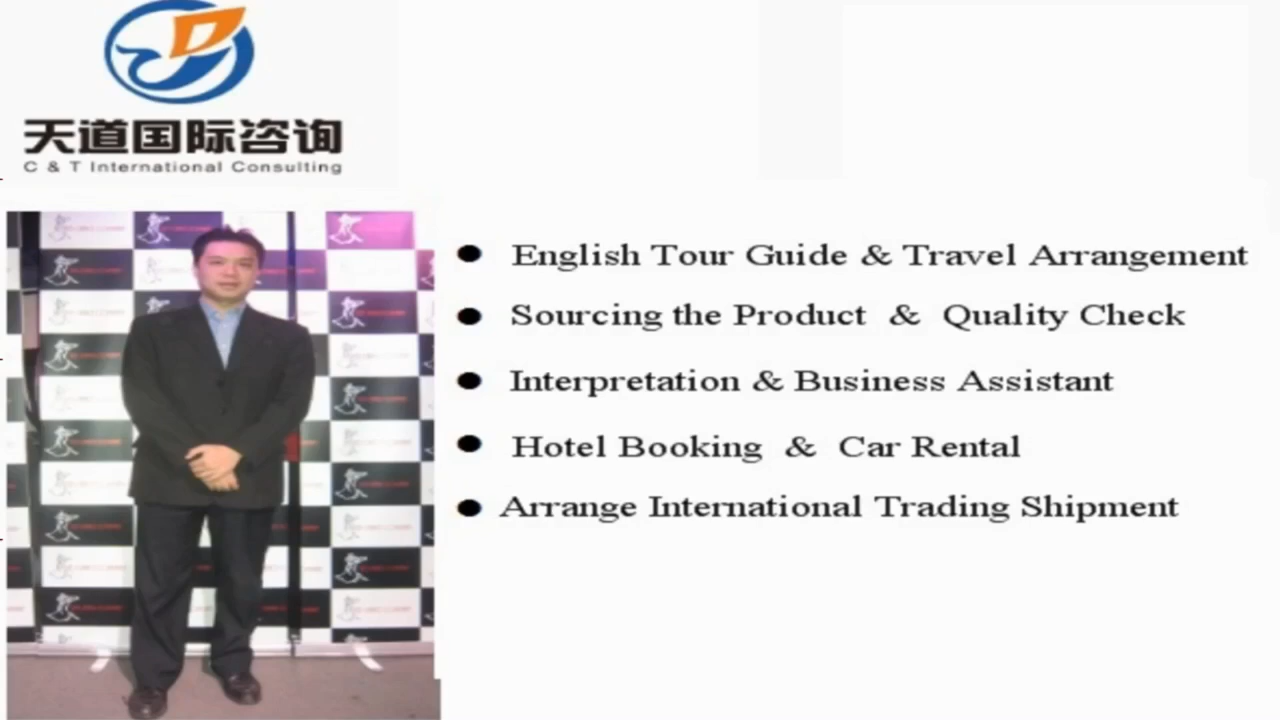 天道国际咨询
C & T International Consulting
● English Tour Guide & Travel Arrangement
● Sourcing the Product & Quality Check
● Interpretation & Business Assistant
● Hotel Booking & Car Rental
● Arrange International Trading Shipment